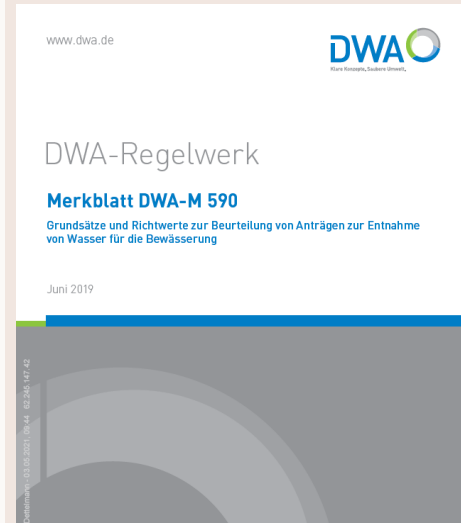 www.dwa.de
DWA
Klare Konzepte. Saubere Umwelt.
DWA-Regelwerk
Merkblatt DWA-M 590
Grundsätze und Richtwerte zur Beurteilung von Anträgen zur Entnahme
von Wasser für die Bewässerung
Juni 2019